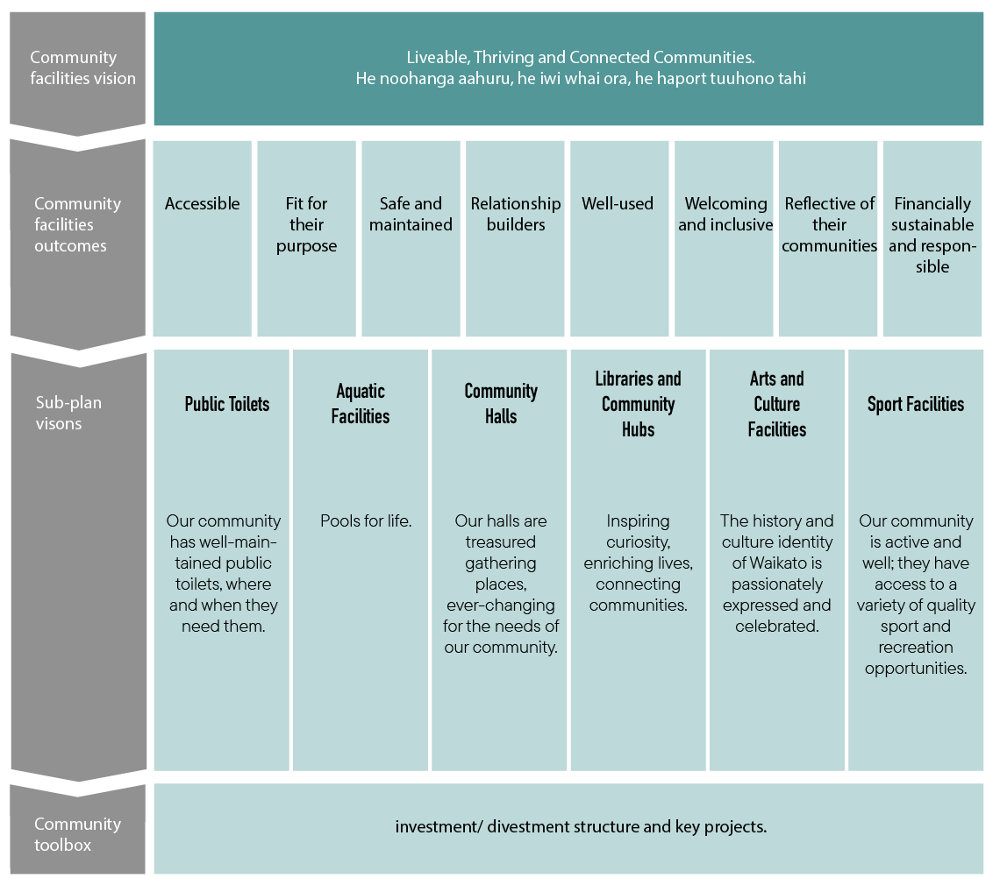 Community
facilities vision
Liveable, Thriving and Connected Communities.
He noohanga aahuru, he iwi whai ora, he haport tuuhono tahi
Community
facilities
outcomes
Accessible
Fit for
their
purpose
Safe and
maintained
Relationship
builders
Well-used
Welcoming
and inclusive
Reflective of
their
communities
Financially
sustainable
and respon-
sible
Sub-plan
visons
Public Toilets
Our community
has well-main-
tained public
toilets, where
and when they
need them.
Aquatic
Facilities
Pools for life.
Community
Halls
Our halls are
treasured
gathering
places,
ever-changing
for the needs of
our community.
Libraries and
Community
Hubs
Inspiring
curiosity,
enriching lives,
connecting
communities.
Arts and
Culture
Facilities
The history and
culture identity
of Waikato is
passionately
expressed and
celebrated.
Sport Facilities
Our community
is active and
well; they have
access to a
variety of quality
sport and
recreation
opportunities.
Community
toolbox
investment/ divestment structure and key projects.